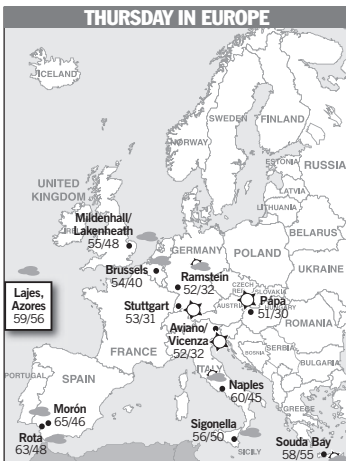 THURSDAY IN EUROPE
ICELAND
SWEDEN
FINLAND
NORWAY
ESTONIA
RUSSIA
LATVIA
LITHUANIA
UNITED
KINGDOM
Mildenhall/
Lakenheath
55/48
BELARUS
GERMANY
POLAND
Brussels
54/40
Ramstein
52/32
UKRAINE
CZECH
REP.
SLOVAKIA
Lajes,
Azores
59/56
Stuttgart
53/31
Pápa
51/30
Aviano/
Vicenza
52/32
ROMANIA
FRANCE
BOSNIA
SERBIA
BULGARIA
ITALY
PORTUGAL
SPAIN
Naples
60/45
Morón
65/46
GREECE
Rota
63/48
Sigonella
56/50
SICILY
Souda Bay
58/55